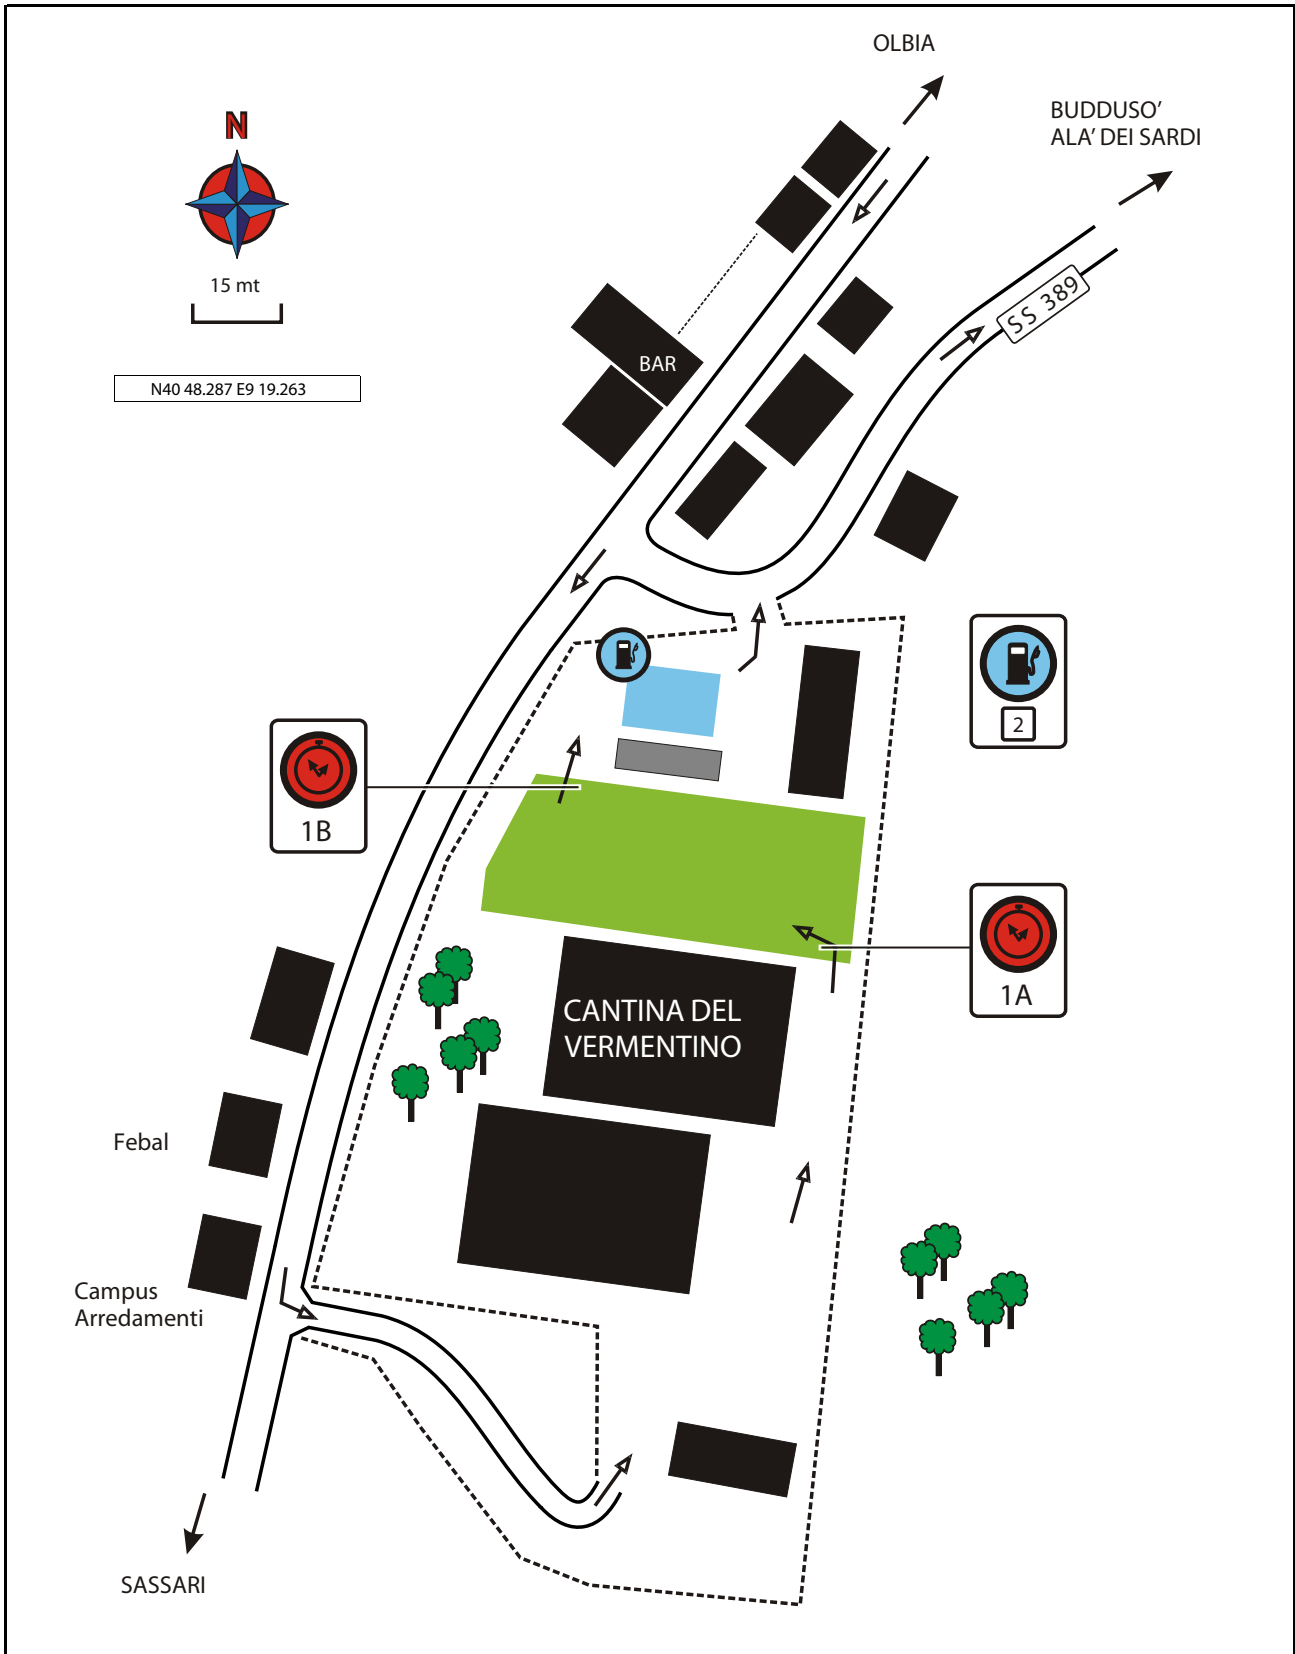 OLBIA
BUDDUSO'
ALA' DEI SARDI
N
15 mt
SS 389
BAR
N40 48.287 E9 19.263
2
1B
1A
CANTINA DEL
VERMENTINO
Febal
Campus
Arredamenti
SASSARI